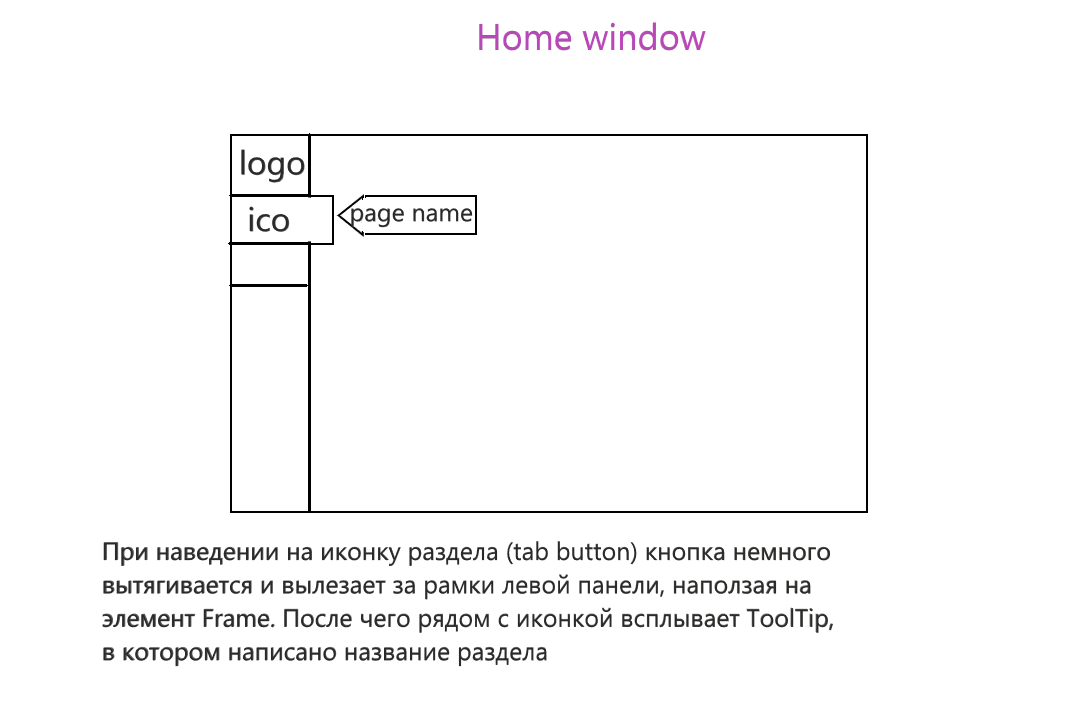 Home window
logo
ico
page name
При наведении на иконку раздела (tab button) кнопка немного
вытягивается и вылезает за рамки левой панели, наползая на
элемент Frame. После чего рядом с иконкой всплывает ToolTip,
в котором написано название раздела